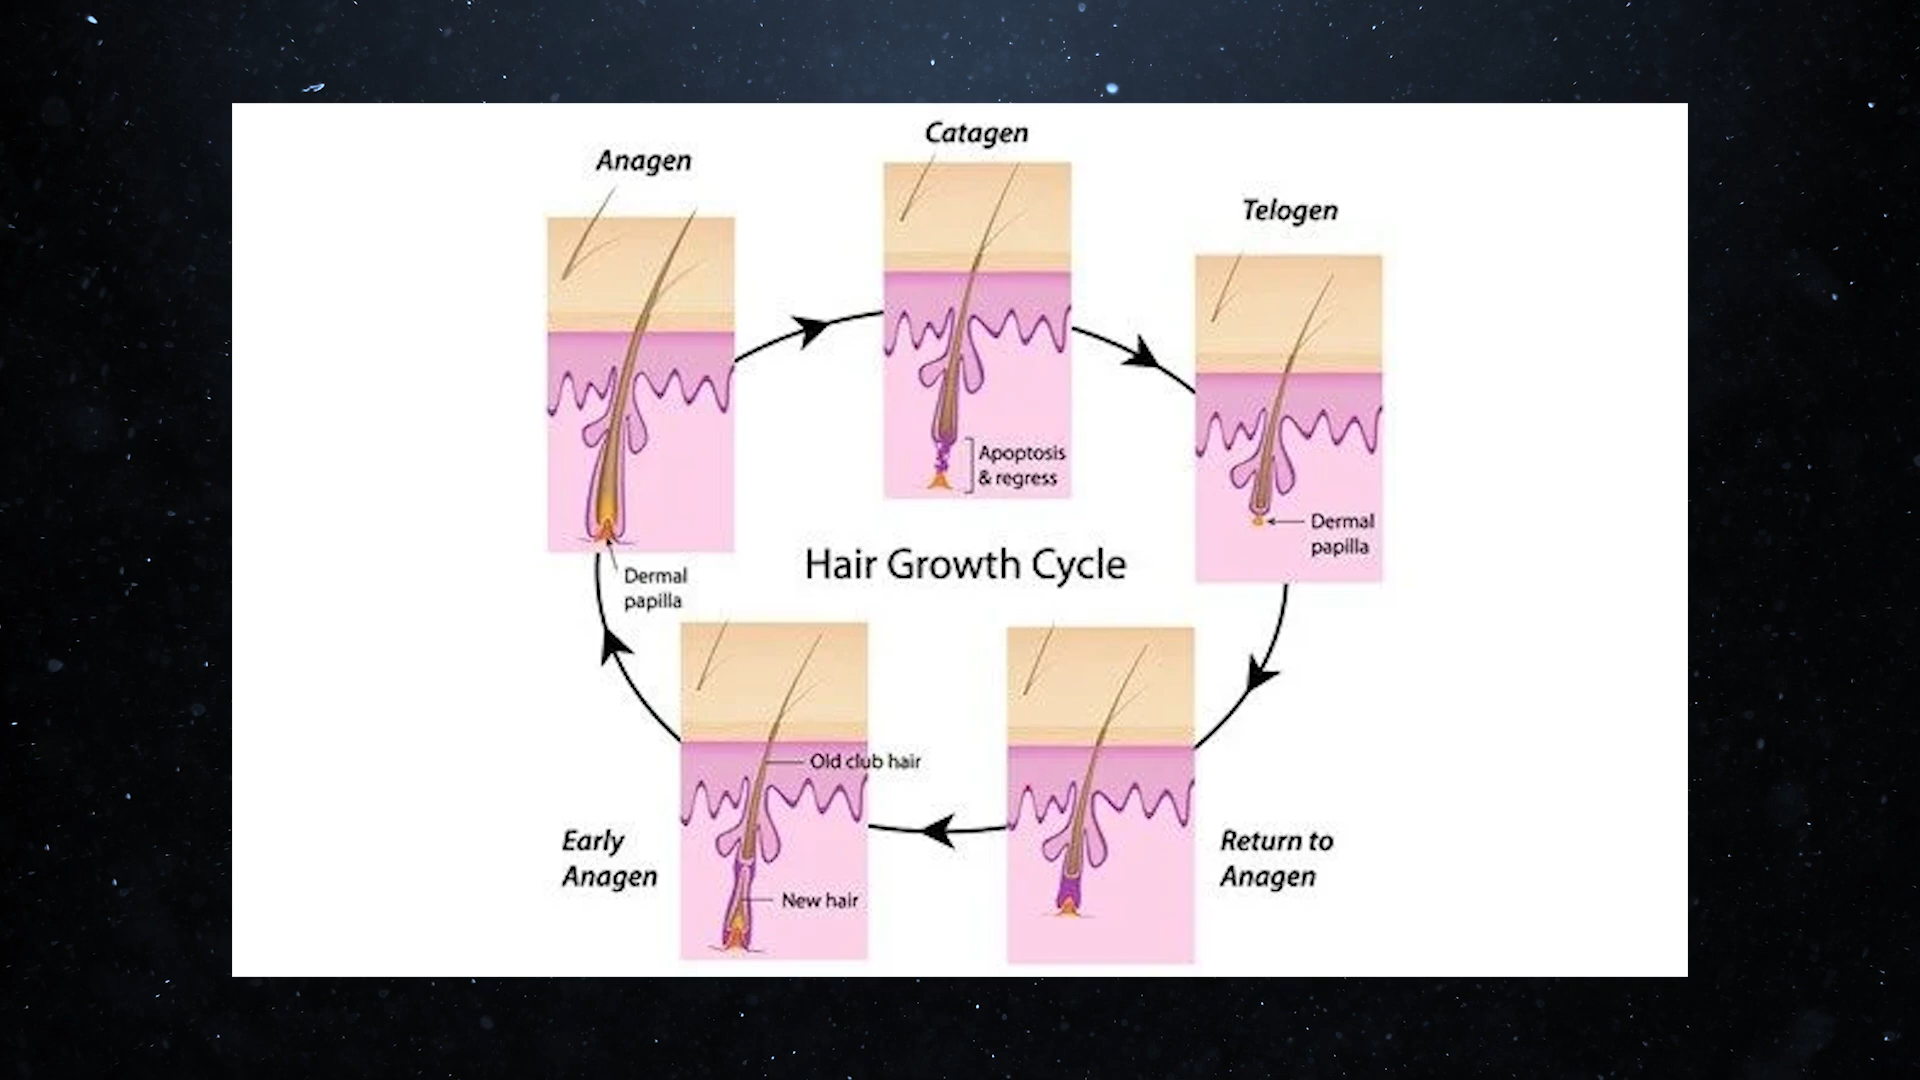 Catagen
Anagen
Telogen
Apoptosis
& regress
Dermal
papilla
Hair Growth Cycle
Dermal
papilla
Old club hair
Early
Anagen
New hair
Return to
Anagen